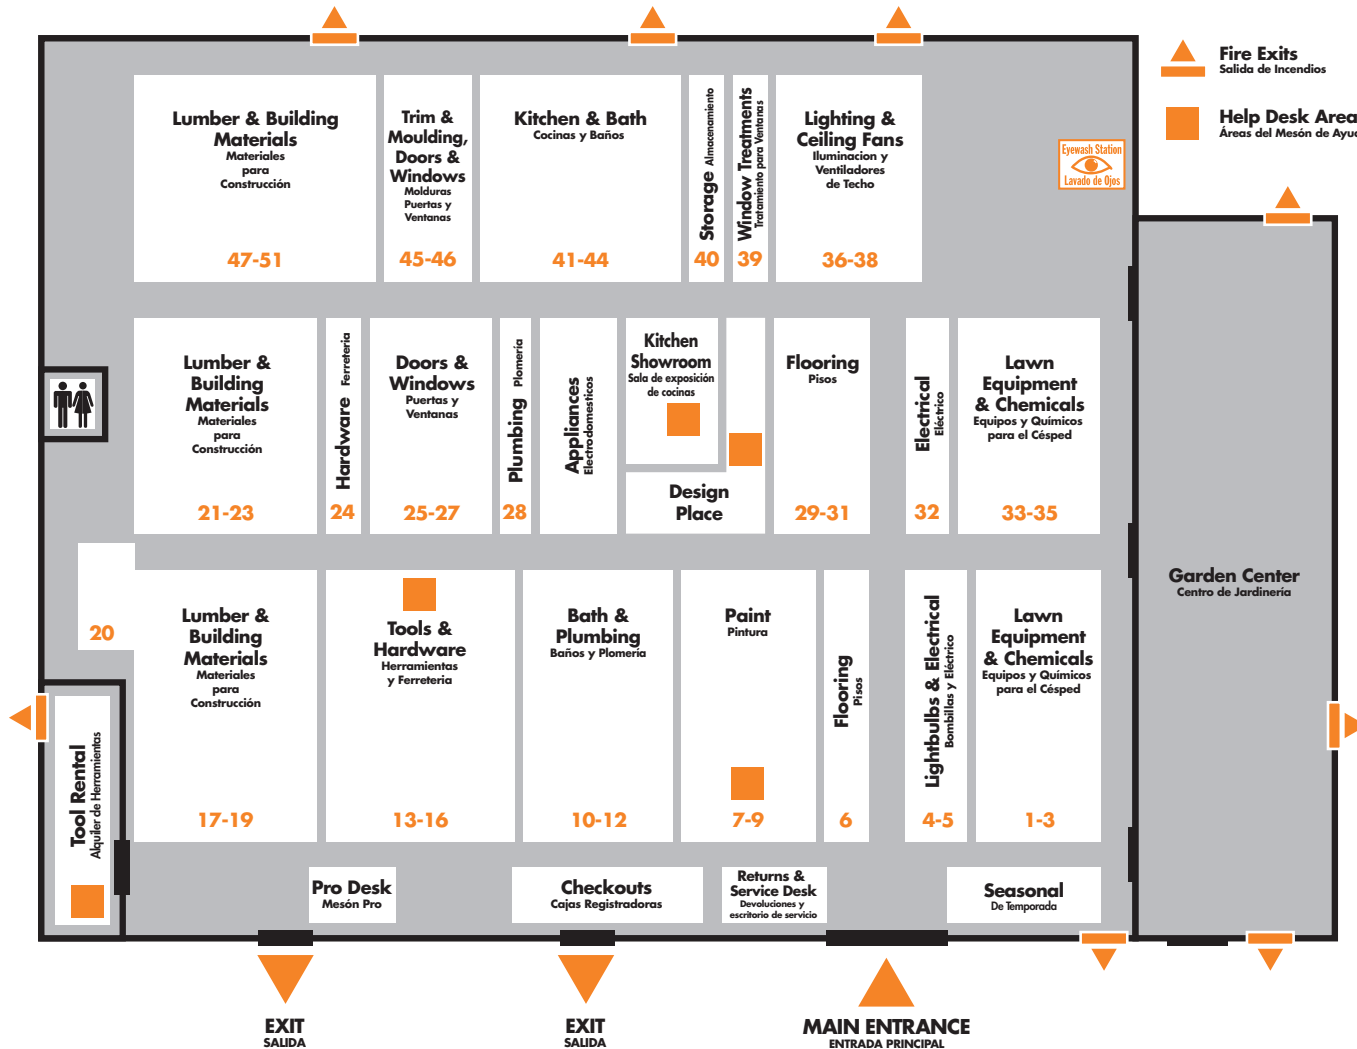 Fire Exits
Salida de Incendios
Help Desk Area
Áreas del Mesón de Ayuc
Eyewash Station
Lavado de Ojos
Lumber & Building
Materials
Materiales
para
Construcción
47-51
Trim &
Moulding,
Doors &
Windows
Molduras
Puertas y
Ventanas
45-46
Kitchen & Bath
Cocinas y Baños
41-44
Storage Almacenamiento
40
Window Treatments
Tratamiento para Ventanas
39
Lighting &
Ceiling Fans
Iluminacion y
Ventiladores
de Techo
36-38
Lumber &
Building
Materials
Materiales
para
Construcción
21-23
Hardware Ferretería
24
Doors &
Windows
Puertas y
Ventanas
25-27
Plumbing Plomería
28
Appliances
Electrodomesticos
Kitchen
Showroom
Sala de exposición
de cocinas
Design
Place
Flooring
Pisos
29-31
Electrical
Eléctrico
32
Lawn
Equipment
& Chemicals
Equipos y Químicos
para el Césped
33-35
Garden Center
Centro de Jardinería
20
Lumber &
Building
Materials
Materiales
para
Construcción
17-19
Tools &
Hardware
Herramientas
y Ferreteria
13-16
Bath &
Plumbing
Baños y Plomeria
10-12
Paint
Pintura
7-9
Flooring
Pisos
6
Lightbulbs & Electrical
Bombillas y Eléctrico
4-5
Lawn
Equipment
& Chemicals
Equipos y Químicos
para el Césped
1-3
Tool Rental
Alquiler de Herramientas
Pro Desk
Mesón Pro
Checkouts
Cajas Registradoras
Returns &
Service Desk
Devoluciones y
escritorio de servicio
Seasonal
De Temporada
EXIT
SALIDA
EXIT
SALIDA
MAIN ENTRANCE
ENTRADA PRINCIPAL